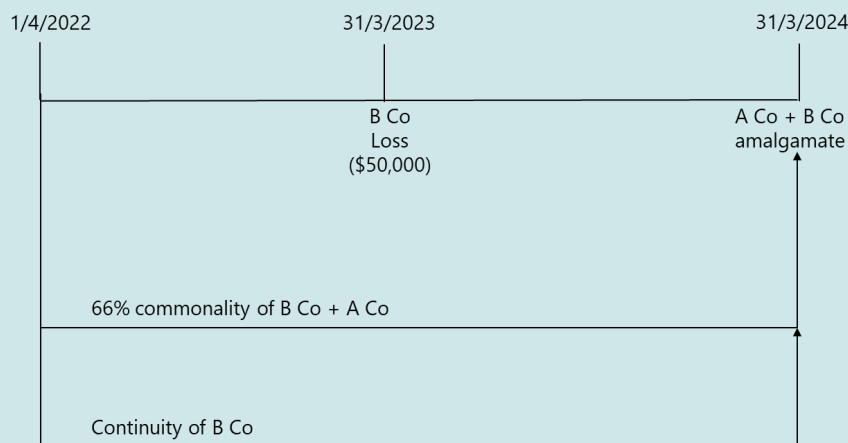 1/4/2022 31/3/2023 31/3/2024
B Co
Loss
($50,000)
A Co + B Co
amalgamate
66% commonality of B Co + A Co
Continuity of B Co